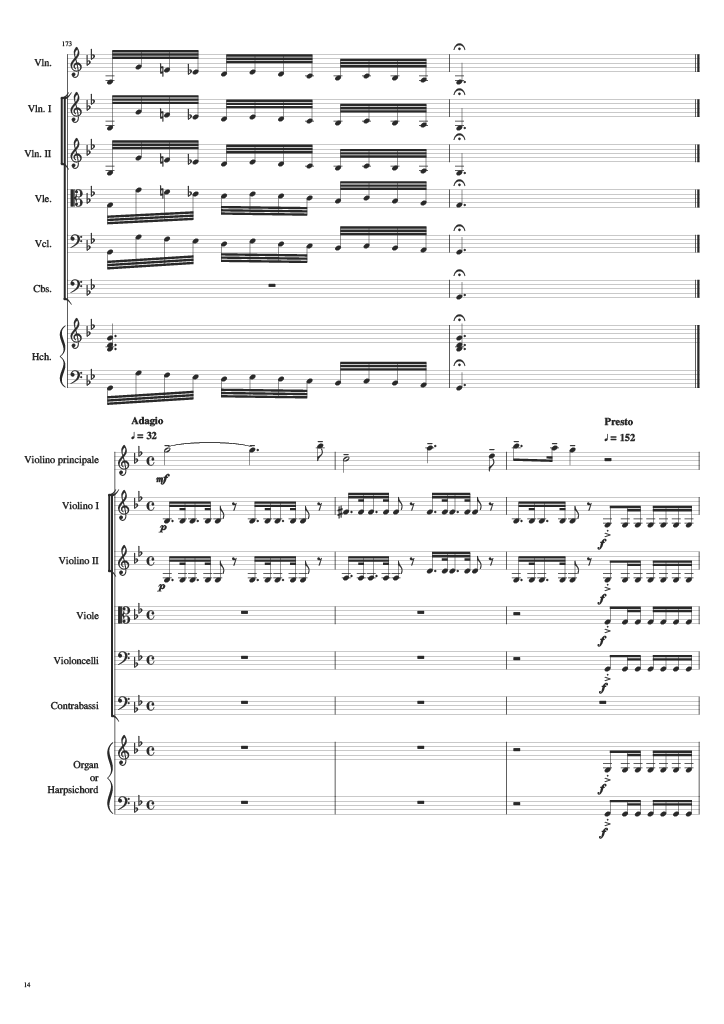 173
Vln.
Vln. I
Vln. II
Vle.
Vcl.
Cbs.
Hch.
Adagio
♩ = 32
Presto
♩ = 152
Violino principale
mf
Violino I
p
f
Violino II
p
f
Viole
f
Violoncelli
f
Contrabassi
Organ
or
Harpsichord
f
f
14